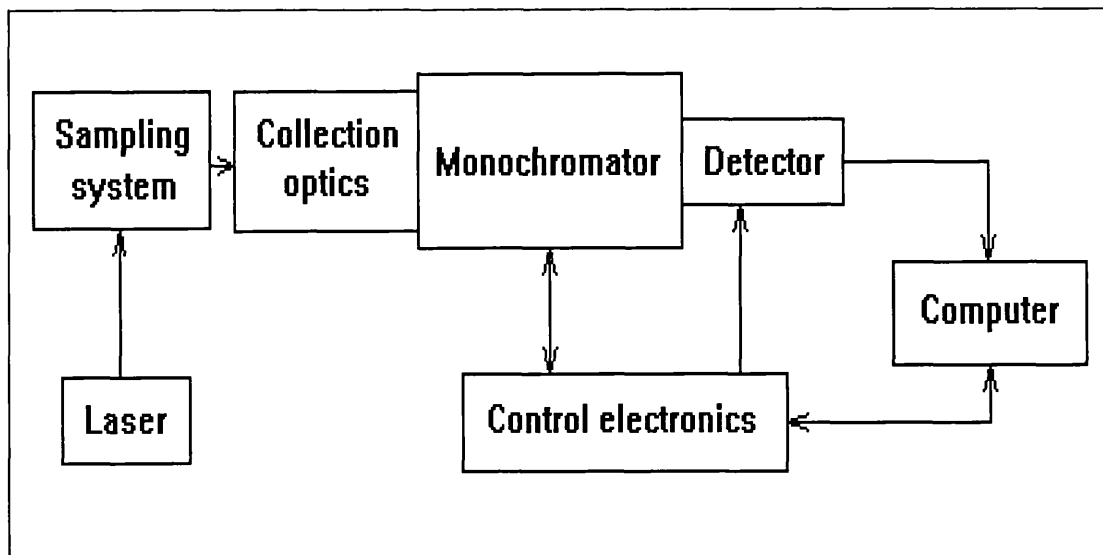 Sampling
system
Collection
optics
Monochromator
Detector
Computer
Laser
Control electronics